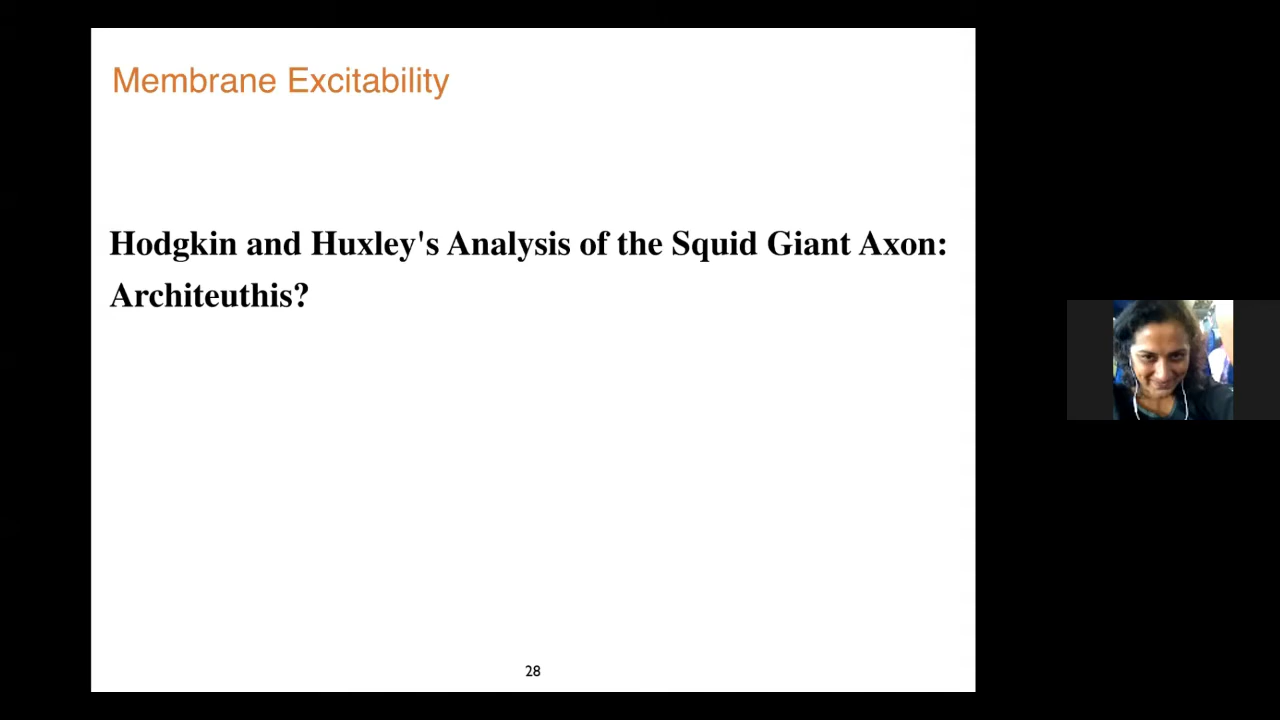 Membrane Excitability
Hodgkin and Huxley's Analysis of the Squid Giant Axon:
Architeuthis?
28